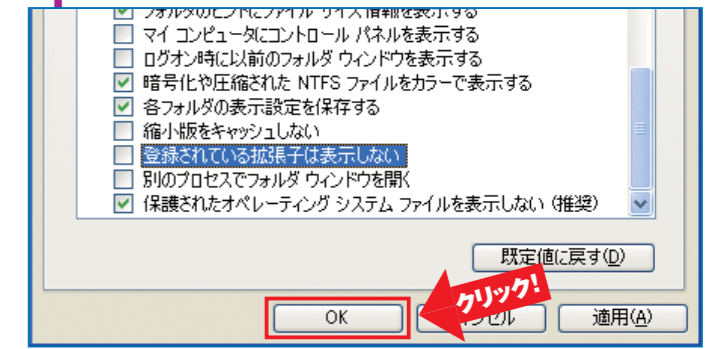 フォルダのヒントにファイル サイズ情報を表示する
マイ コンピュータにコントロール パネルを表示する
ログオン時に以前のフォルダ ウィンドウを表示する
暗号化や圧縮された NTFS ファイルをカラーで表示する
各フォルダの表示設定を保存する
縮小版をキャッシュしない
登録されている拡張子は表示しない
別のプロセスでフォルダ ウィンドウを開く
保護されたオペレーティング システム ファイルを表示しない (推奨)
既定値に戻す(D)
クリック!
OK
適用(A)